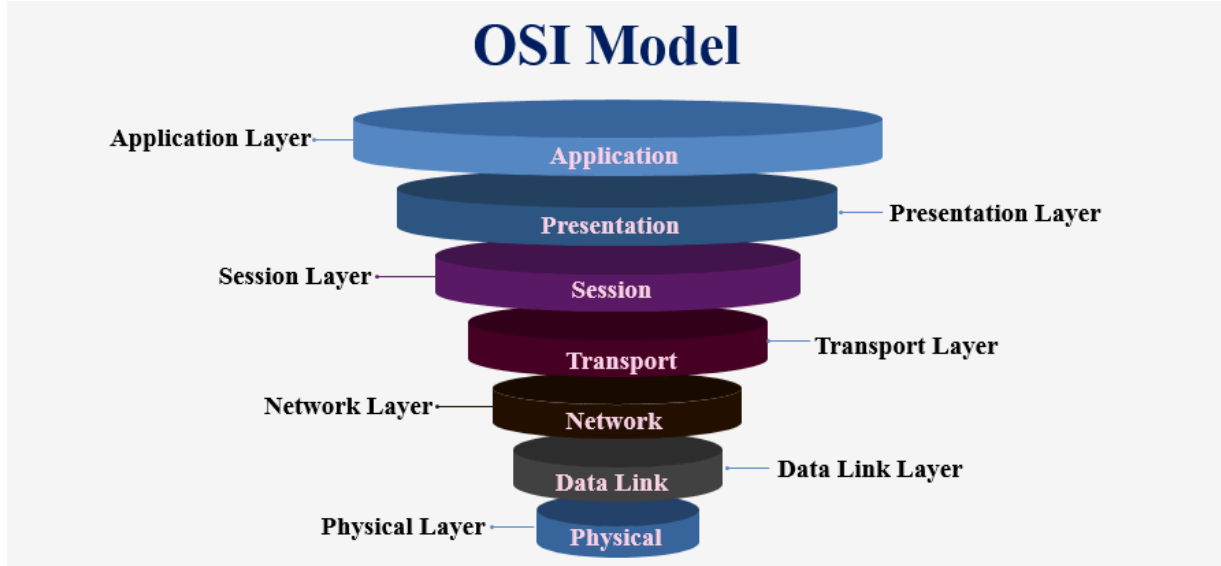 OSI Model
Application Layer
Application
Presentation
Presentation Layer
Session Layer
Session
Transport
Transport Layer
Network Layer
Network
Data Link
Data Link Layer
Physical Layer
Physical